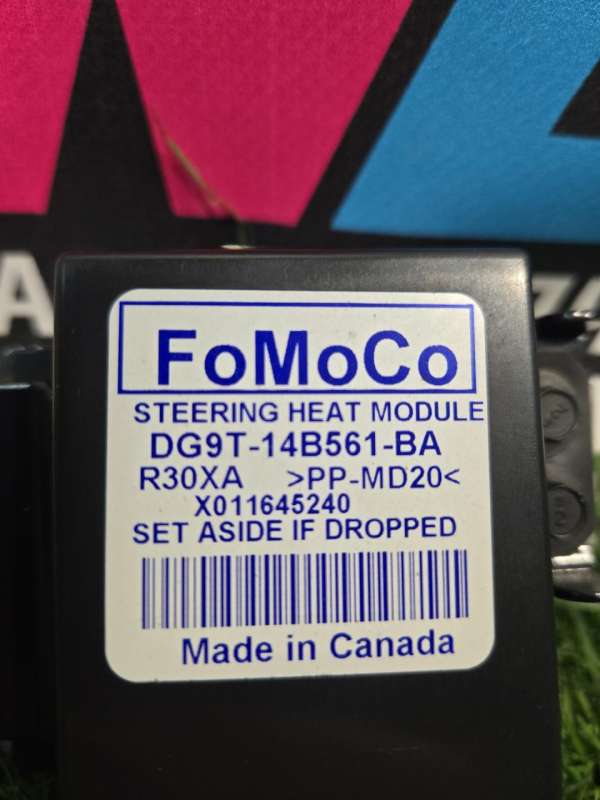 FoMoCo
STEERING HEAT MODULE
DG9T-14B561-BA
R30XA >PP-MD20<
X011645240
SET ASIDE IF DROPPED
Made in Canada